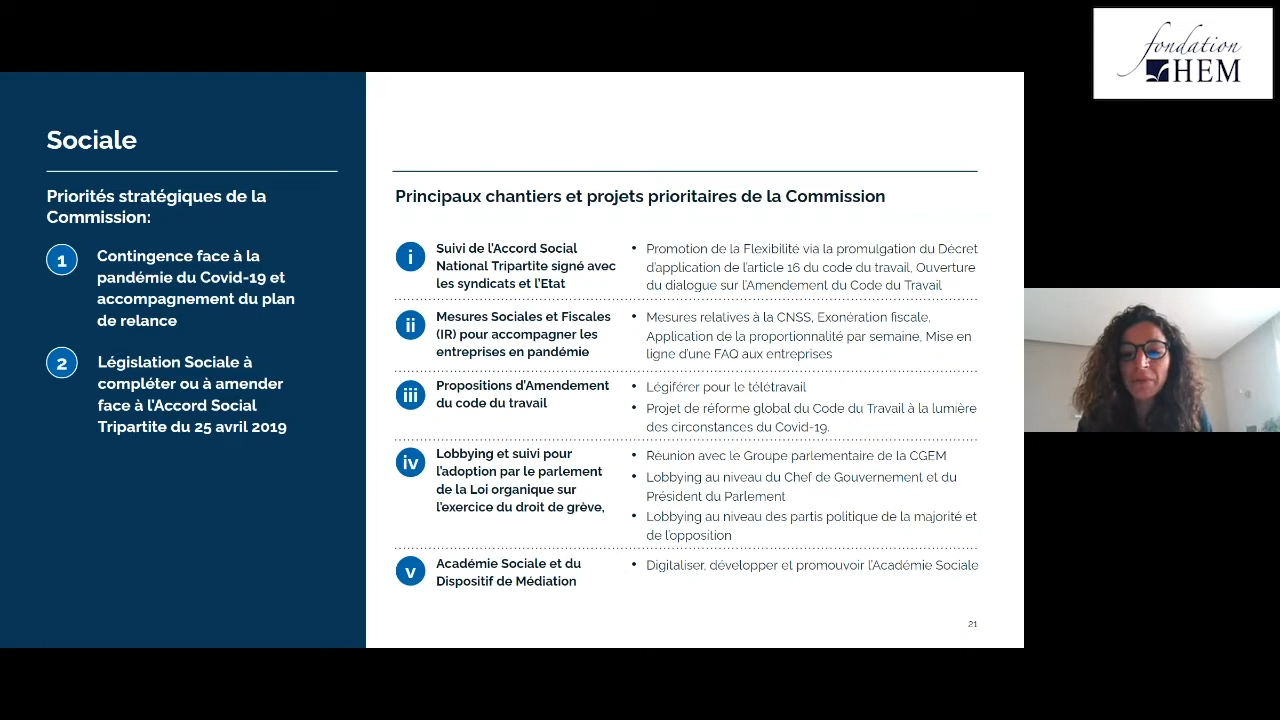 fondation
HEM
Sociale
Priorités stratégiques de la
Commission:
1
Contingence face à la
pandémie du Covid-19 et
accompagnement du plan
de relance
2
Législation Sociale à
compléter ou à amender
face à l'Accord Social
Tripartite du 25 avril 2019
Principaux chantiers et projets prioritaires de la Commission
i
Suivi de l'Accord Social
National Tripartite signé avec
les syndicats et l'Etat
• Promotion de la Flexibilité via la promulgation du Décret
d'application de l'article 16 du code du travail, Ouverture
du dialogue sur l'Amendement du Code du Travail
ii
Mesures Sociales et Fiscales
(IR) pour accompagner les
entreprises en pandémie
• Mesures relatives à la CNSS, Exonération fiscale,
Application de la proportionnalité par semaine, Mise en
ligne d'une FAQ aux entreprises
iii
Propositions d'Amendement
du code du travail
• Légiférer pour le télétravail
• Projet de réforme global du Code du Travail à la lumière
des circonstances du Covid-19.
iv
Lobbying et suivi pour
l'adoption par le parlement
de la Loi organique sur
l'exercice du droit de grève,
• Réunion avec le Groupe parlementaire de la CGEM
• Lobbying au niveau du Chef de Gouvernement et du
Président du Parlement
• Lobbying au niveau des partis politique de la majorité et
de l'opposition
v
Académie Sociale et du
Dispositif de Médiation
• Digitaliser, développer et promouvoir l'Académie Sociale
21